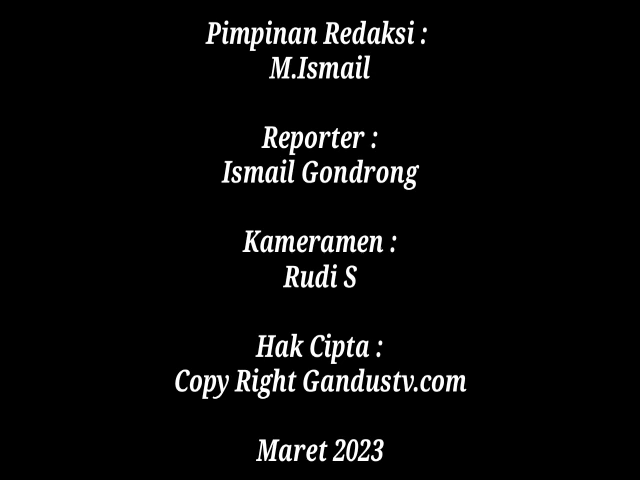 Pimpinan Redaksi :
M.Ismail
Reporter :
Ismail Gondrong
Kameramen :
Rudi S
Hak Cipta :
Copy Right Gandustv.com
Maret 2023